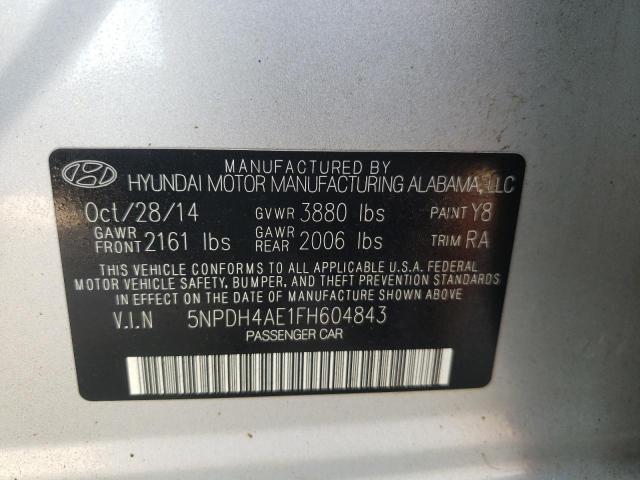 MANUFACTURED BY
HYUNDAI MOTOR MANUFACTURING ALABAMA, LLC
Oct/28/14 GVWR 3880 lbs PAINT Y8
GAWR FRONT 2161 lbs GAWR REAR 2006 lbs TRIM RA
THIS VEHICLE CONFORMS TO ALL APPLICABLE U.S.A. FEDERAL
MOTOR VEHICLE SAFETY, BUMPER, AND THEFT PREVENTION STANDARDS
IN EFFECT ON THE DATE OF MANUFACTURE SHOWN ABOVE.
V.I.N 5NPDH4AE1FH604843
PASSENGER CAR